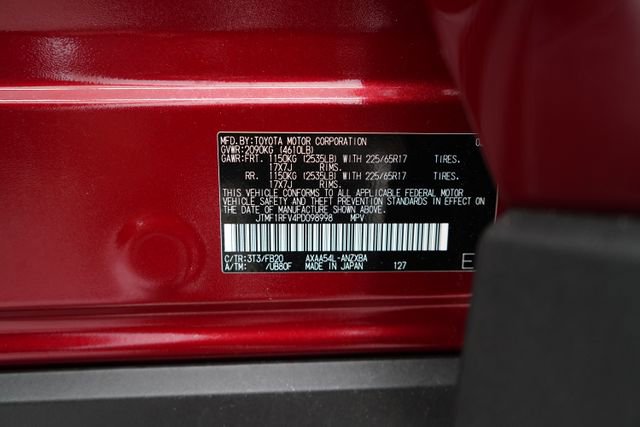 MFD.BY:TOYOTA MOTOR CORPORATION
GVWR:2090KG (4610LB)
GAWR:FRT. 1150KG (2535LB) WITH 225/65R17 TIRES.
17X7J RIMS.
RR. 1150KG (2535LB) WITH 225/65R17 TIRES.
17X7J RIMS.
THIS VEHICLE CONFORMS TO ALL APPLICABLE FEDERAL MOTOR
VEHICLE SAFETY AND THEFT PREVENTION STANDARDS IN EFFECT ON
THE DATE OF MANUFACTURE SHOWN ABOVE.
JTMF1RFV4PD098998 MPV
C/TR:3T3/FB20 AXAA54L-ANZXBA
A/TM: /UB80F MADE IN JAPAN 127